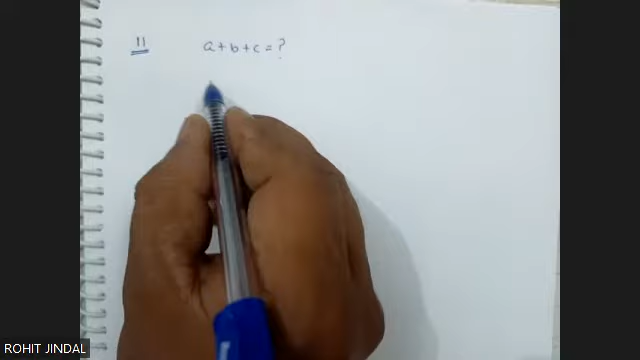 11 a + b + c = ?
ROHIT JINDAL